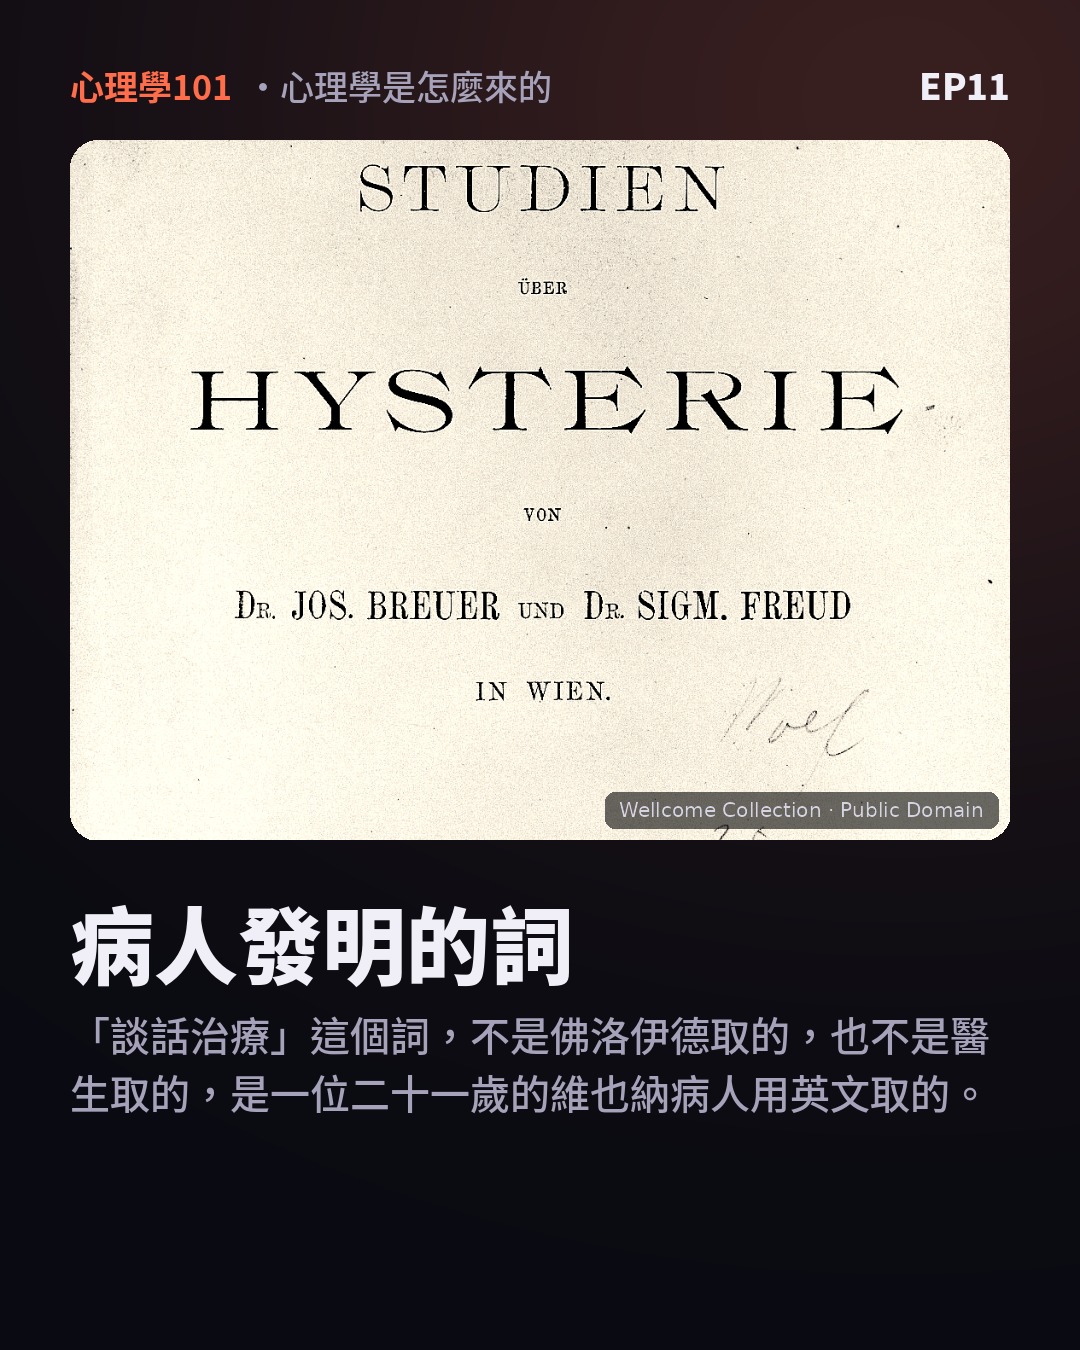 心理學101 ・心理學是怎麼來的
EP11
STUDIEN
ÜBER
HYSTERIE
VON
DR. JOS. BREUER UND DR. SIGM. FREUD
IN WIEN.
Wellcome Collection · Public Domain
病人發明的詞
「談話治療」這個詞，不是佛洛伊德取的，也不是醫
生取的，是一位二十一歲的維也納病人用英文取的。